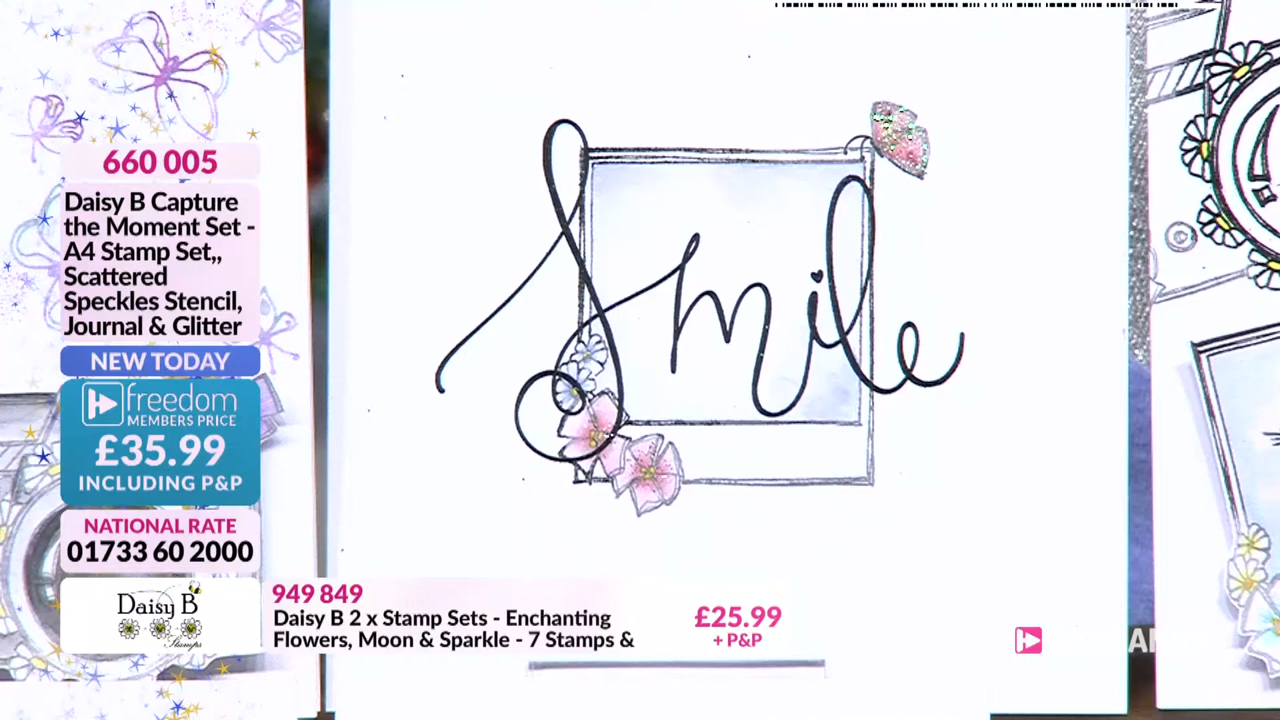 660 005
Daisy B Capture
the Moment Set -
A4 Stamp Set,,
Scattered
Speckles Stencil,
Journal & Glitter
NEW TODAY
freedom
MEMBERS PRICE
£35.99
INCLUDING P&P
NATIONAL RATE
01733 60 2000
Daisy B
Stamps
Smile
949 849
Daisy B 2 x Stamp Sets - Enchanting
Flowers, Moon & Sparkle - 7 Stamps &
£25.99
+ P&P